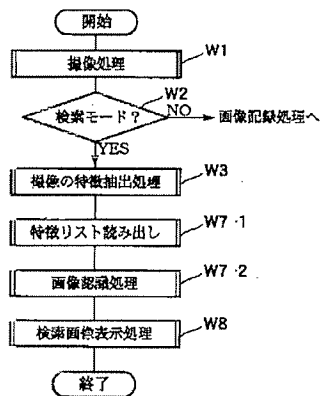 開始
撮像処理 W1
検索モード? W2
NO 画像記録処理へ
YES
撮像の特徴抽出処理 W3
特徴リスト読み出し W7·1
画像認識処理 W7·2
検索画像表示処理 W8
終了